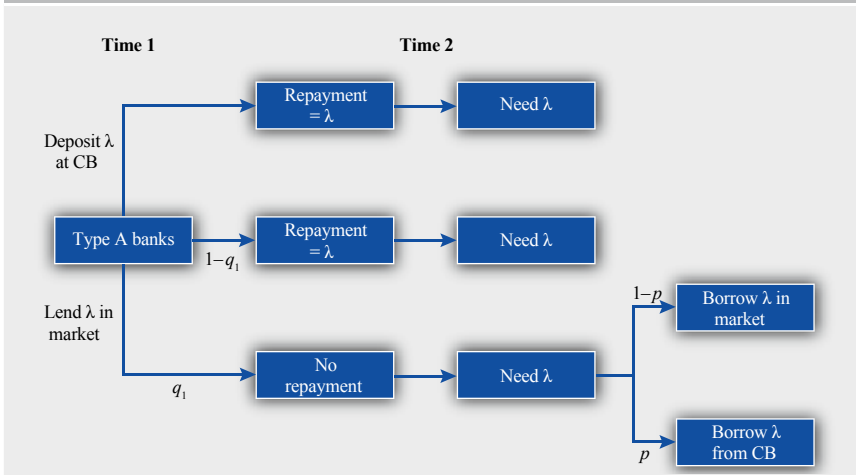 Time 1
Time 2
Repayment
= λ
Need λ
Deposit λ
at CB
Type A banks
1–q₁
Repayment
= λ
Need λ
Lend λ in
market
q₁
No
repayment
Need λ
1–p
Borrow λ in
market
p
Borrow λ
from CB